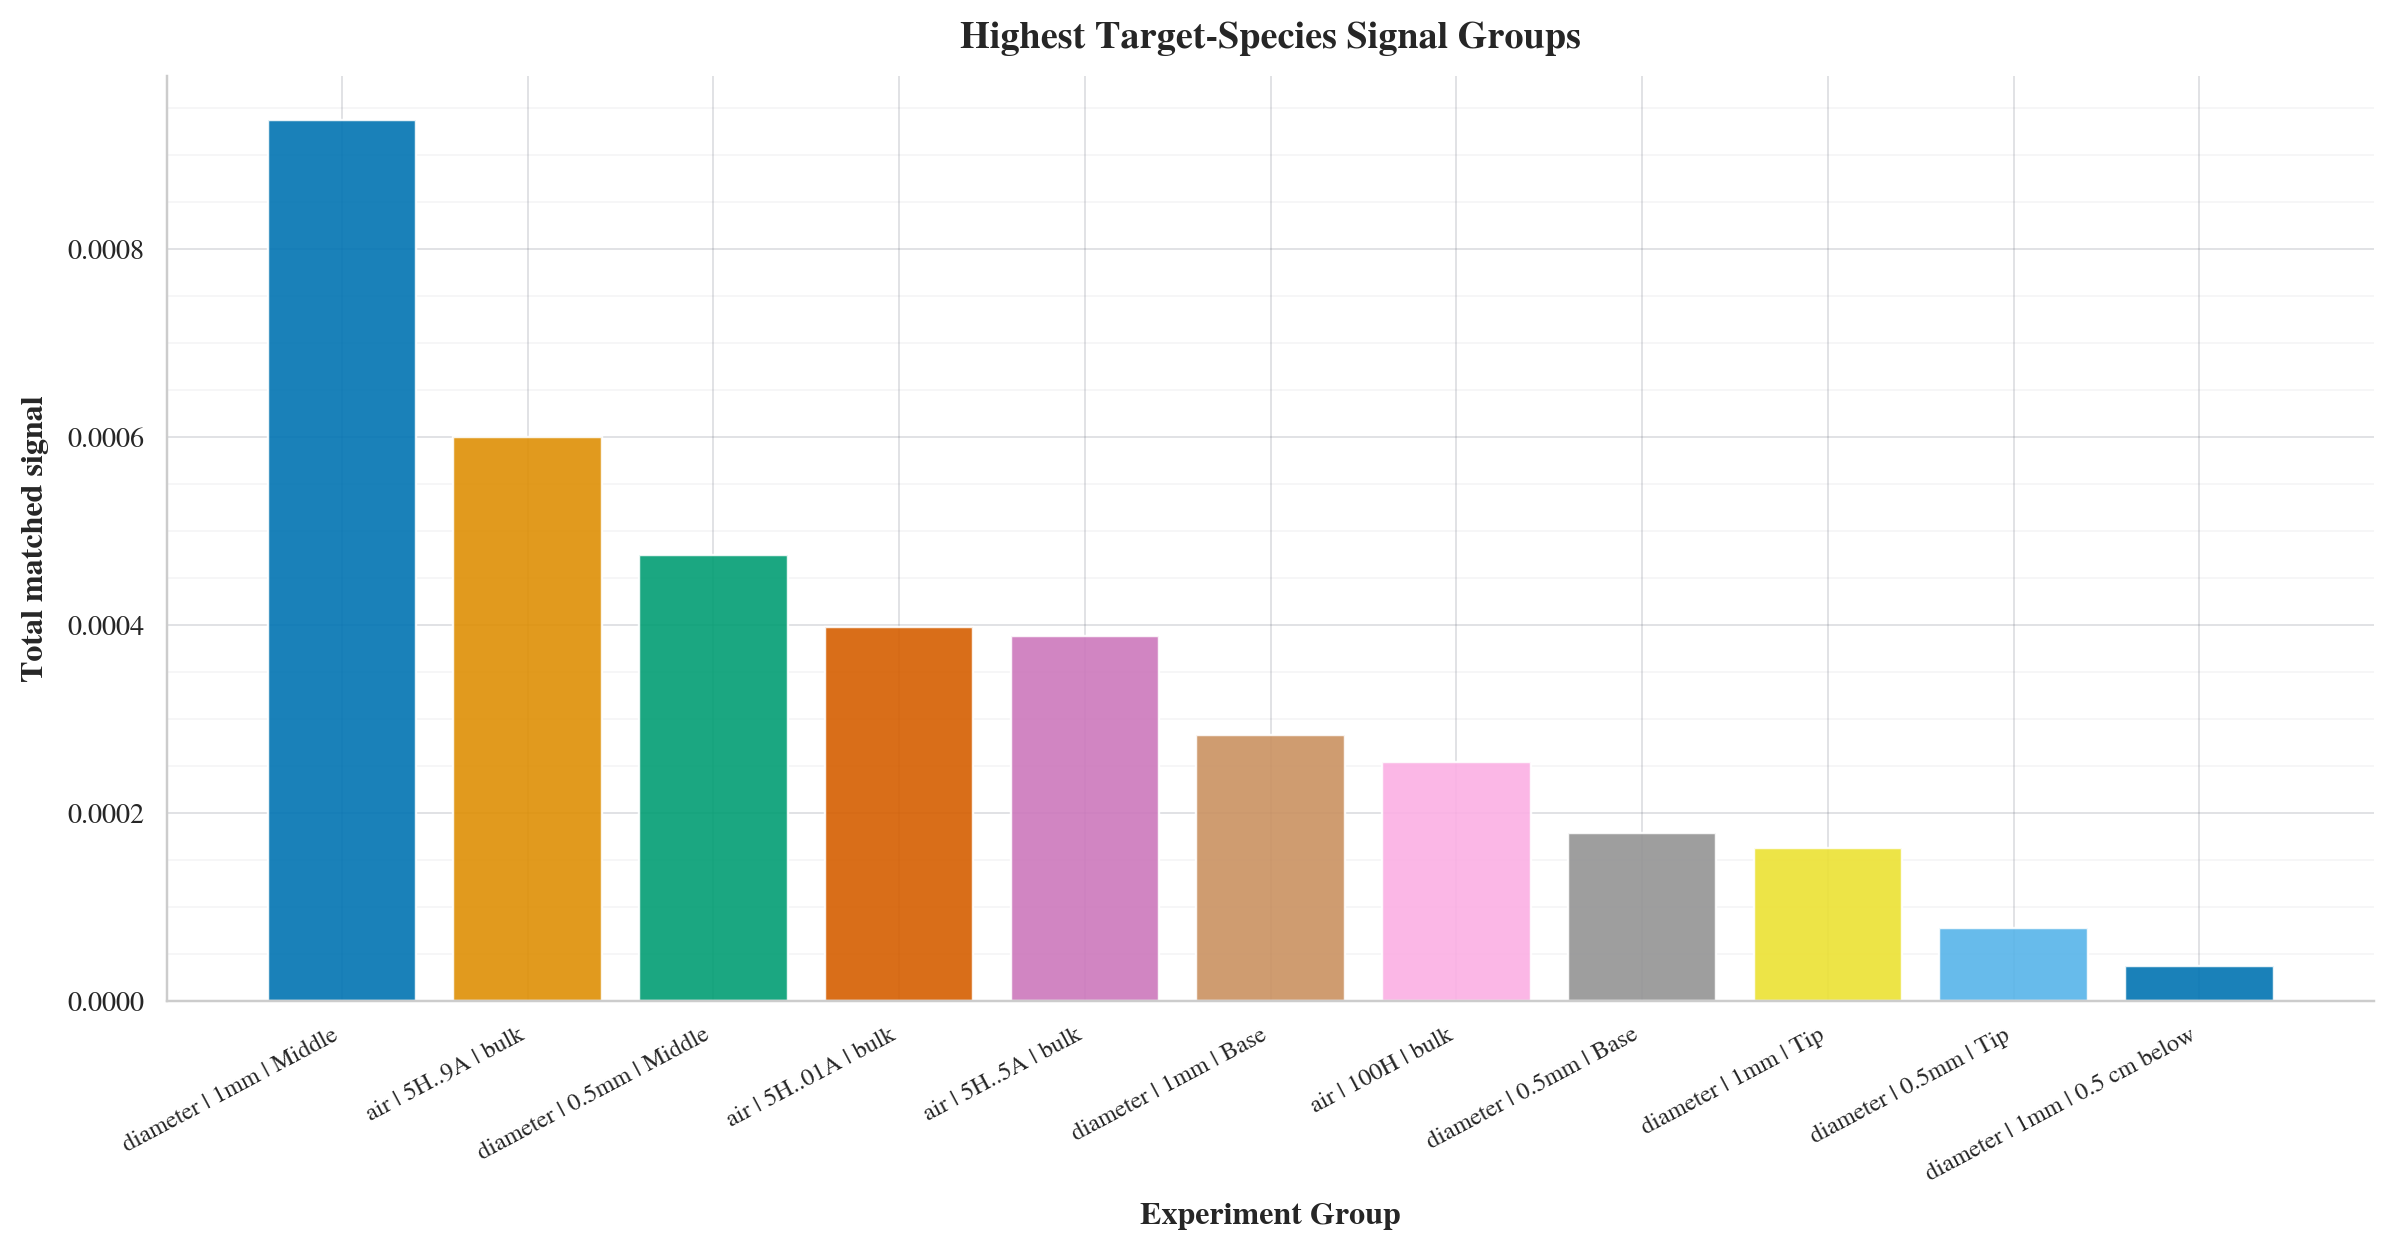 Highest Target-Species Signal Groups
Total matched signal
0.0008
0.0006
0.0004
0.0002
0.0000
diameter | 1mm | Middle
air | 5H..9A | bulk
diameter | 0.5mm | Middle
air | 5H..01A | bulk
air | 5H..5A | bulk
diameter | 1mm | Base
air | 100H | bulk
diameter | 0.5mm | Base
diameter | 1mm | Tip
diameter | 0.5mm | Tip
diameter | 1mm | 0.5 cm below
Experiment Group